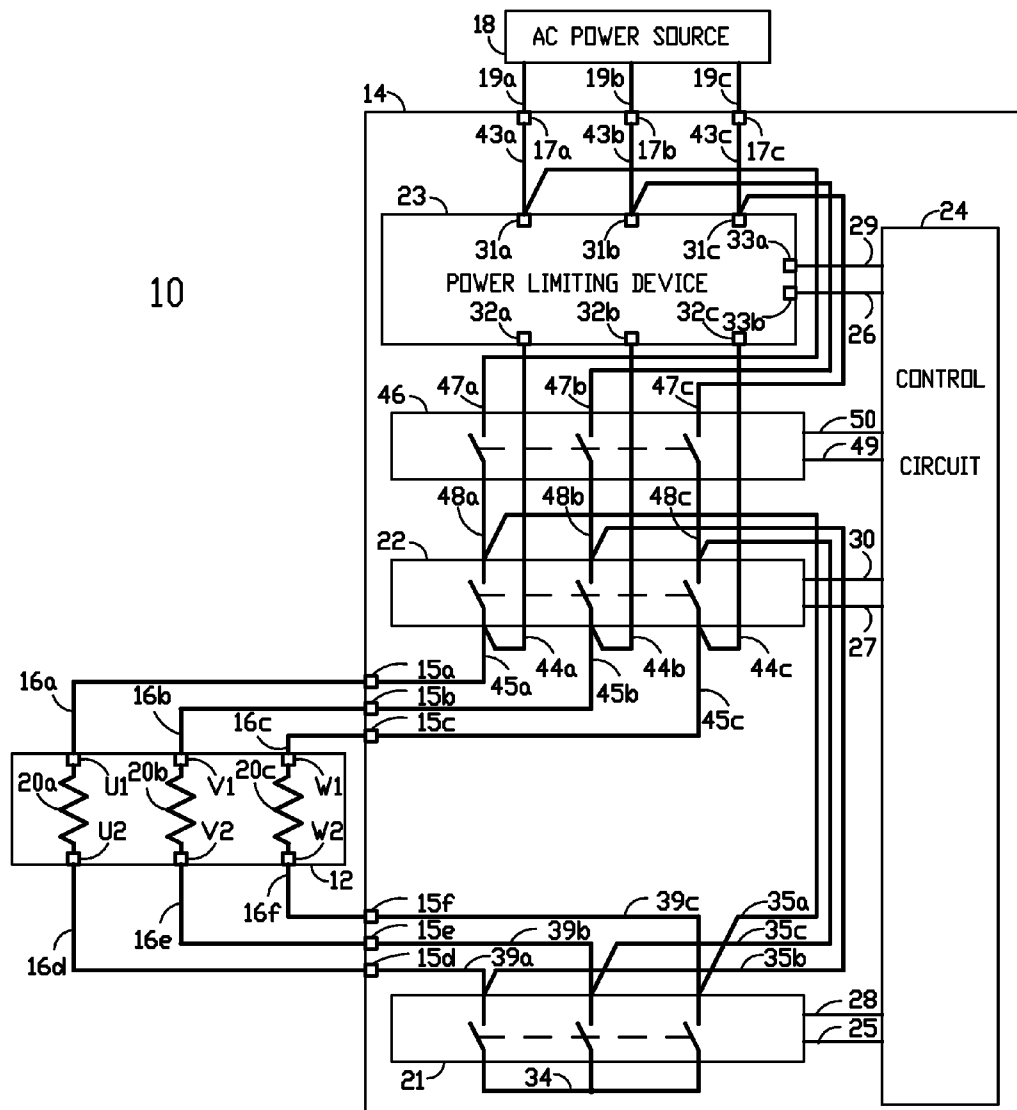 18
AC POWER SOURCE
19a
19b
19c
14
43a
17a
43b
17b
43c
17c
23
24
31a
31b
31c
33a
29
10
POWER LIMITING DEVICE
32a
32b
32c
33b
26
46
47a
47b
47c
CONTROL
50
49
CIRCUIT
48a
48b
48c
22
30
27
16a
15a
45a
44a
44b
44c
16b
15b
45b
16c
15c
45c
20a
U1
20b
V1
20c
W1
U2
V2
W2
12
16f
15f
39c
35a
16e
15e
39b
35c
16d
15d
39a
35b
28
25
21
34